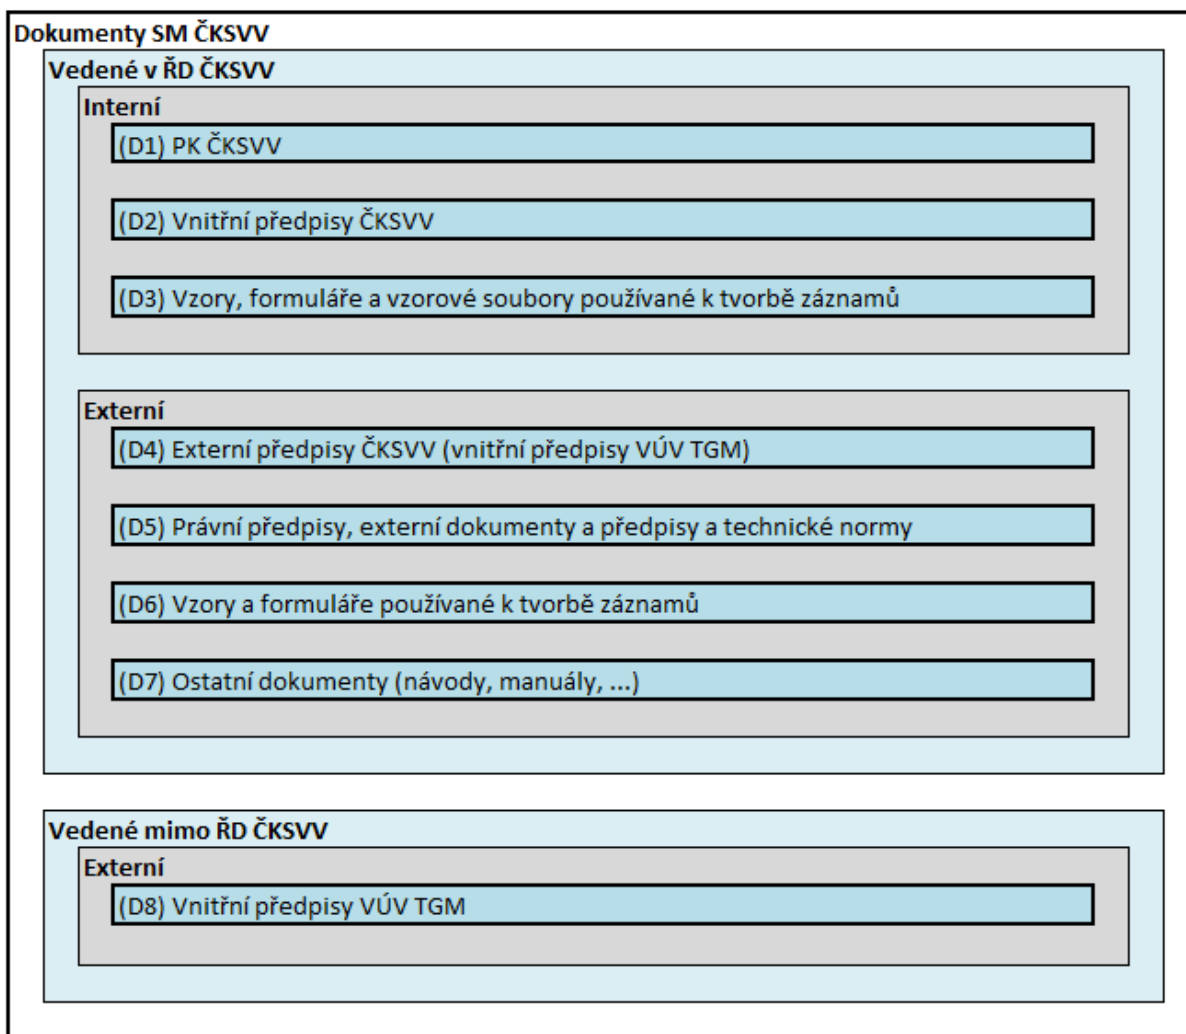 Dokumenty SM ČKSVV
Vedené v ŘD ČKSVV
Interní
(D1) PK ČKSVV
(D2) Vnitřní předpisy ČKSVV
(D3) Vzory, formuláře a vzorové soubory používané k tvorbě záznamů
Externí
(D4) Externí předpisy ČKSVV (vnitřní předpisy VÚV TGM)
(D5) Právní předpisy, externí dokumenty a předpisy a technické normy
(D6) Vzory a formuláře používané k tvorbě záznamů
(D7) Ostatní dokumenty (návody, manuály, ...)
Vedené mimo ŘD ČKSVV
Externí
(D8) Vnitřní předpisy VÚV TGM